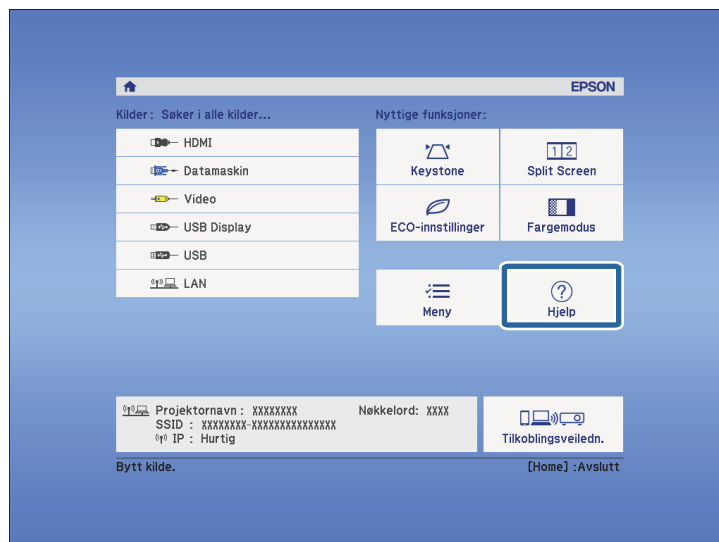 EPSON
Kilder: Søker i alle kilder...
Nyttige funksjoner:
HDMI
Datamaskin
Video
USB Display
USB
LAN
Keystone
1 2
Split Screen
ECO-innstillinger
Fargemodus
Meny
?
Hjelp
Projektornavn : XXXXXXXX
Nøkkelord: XXXX
SSID : XXXXXXXX-XXXXXXXXXXXXXXX
IP : Hurtig
Tilkoblingsveiledn.
Bytt kilde.
[Home] :Avslutt